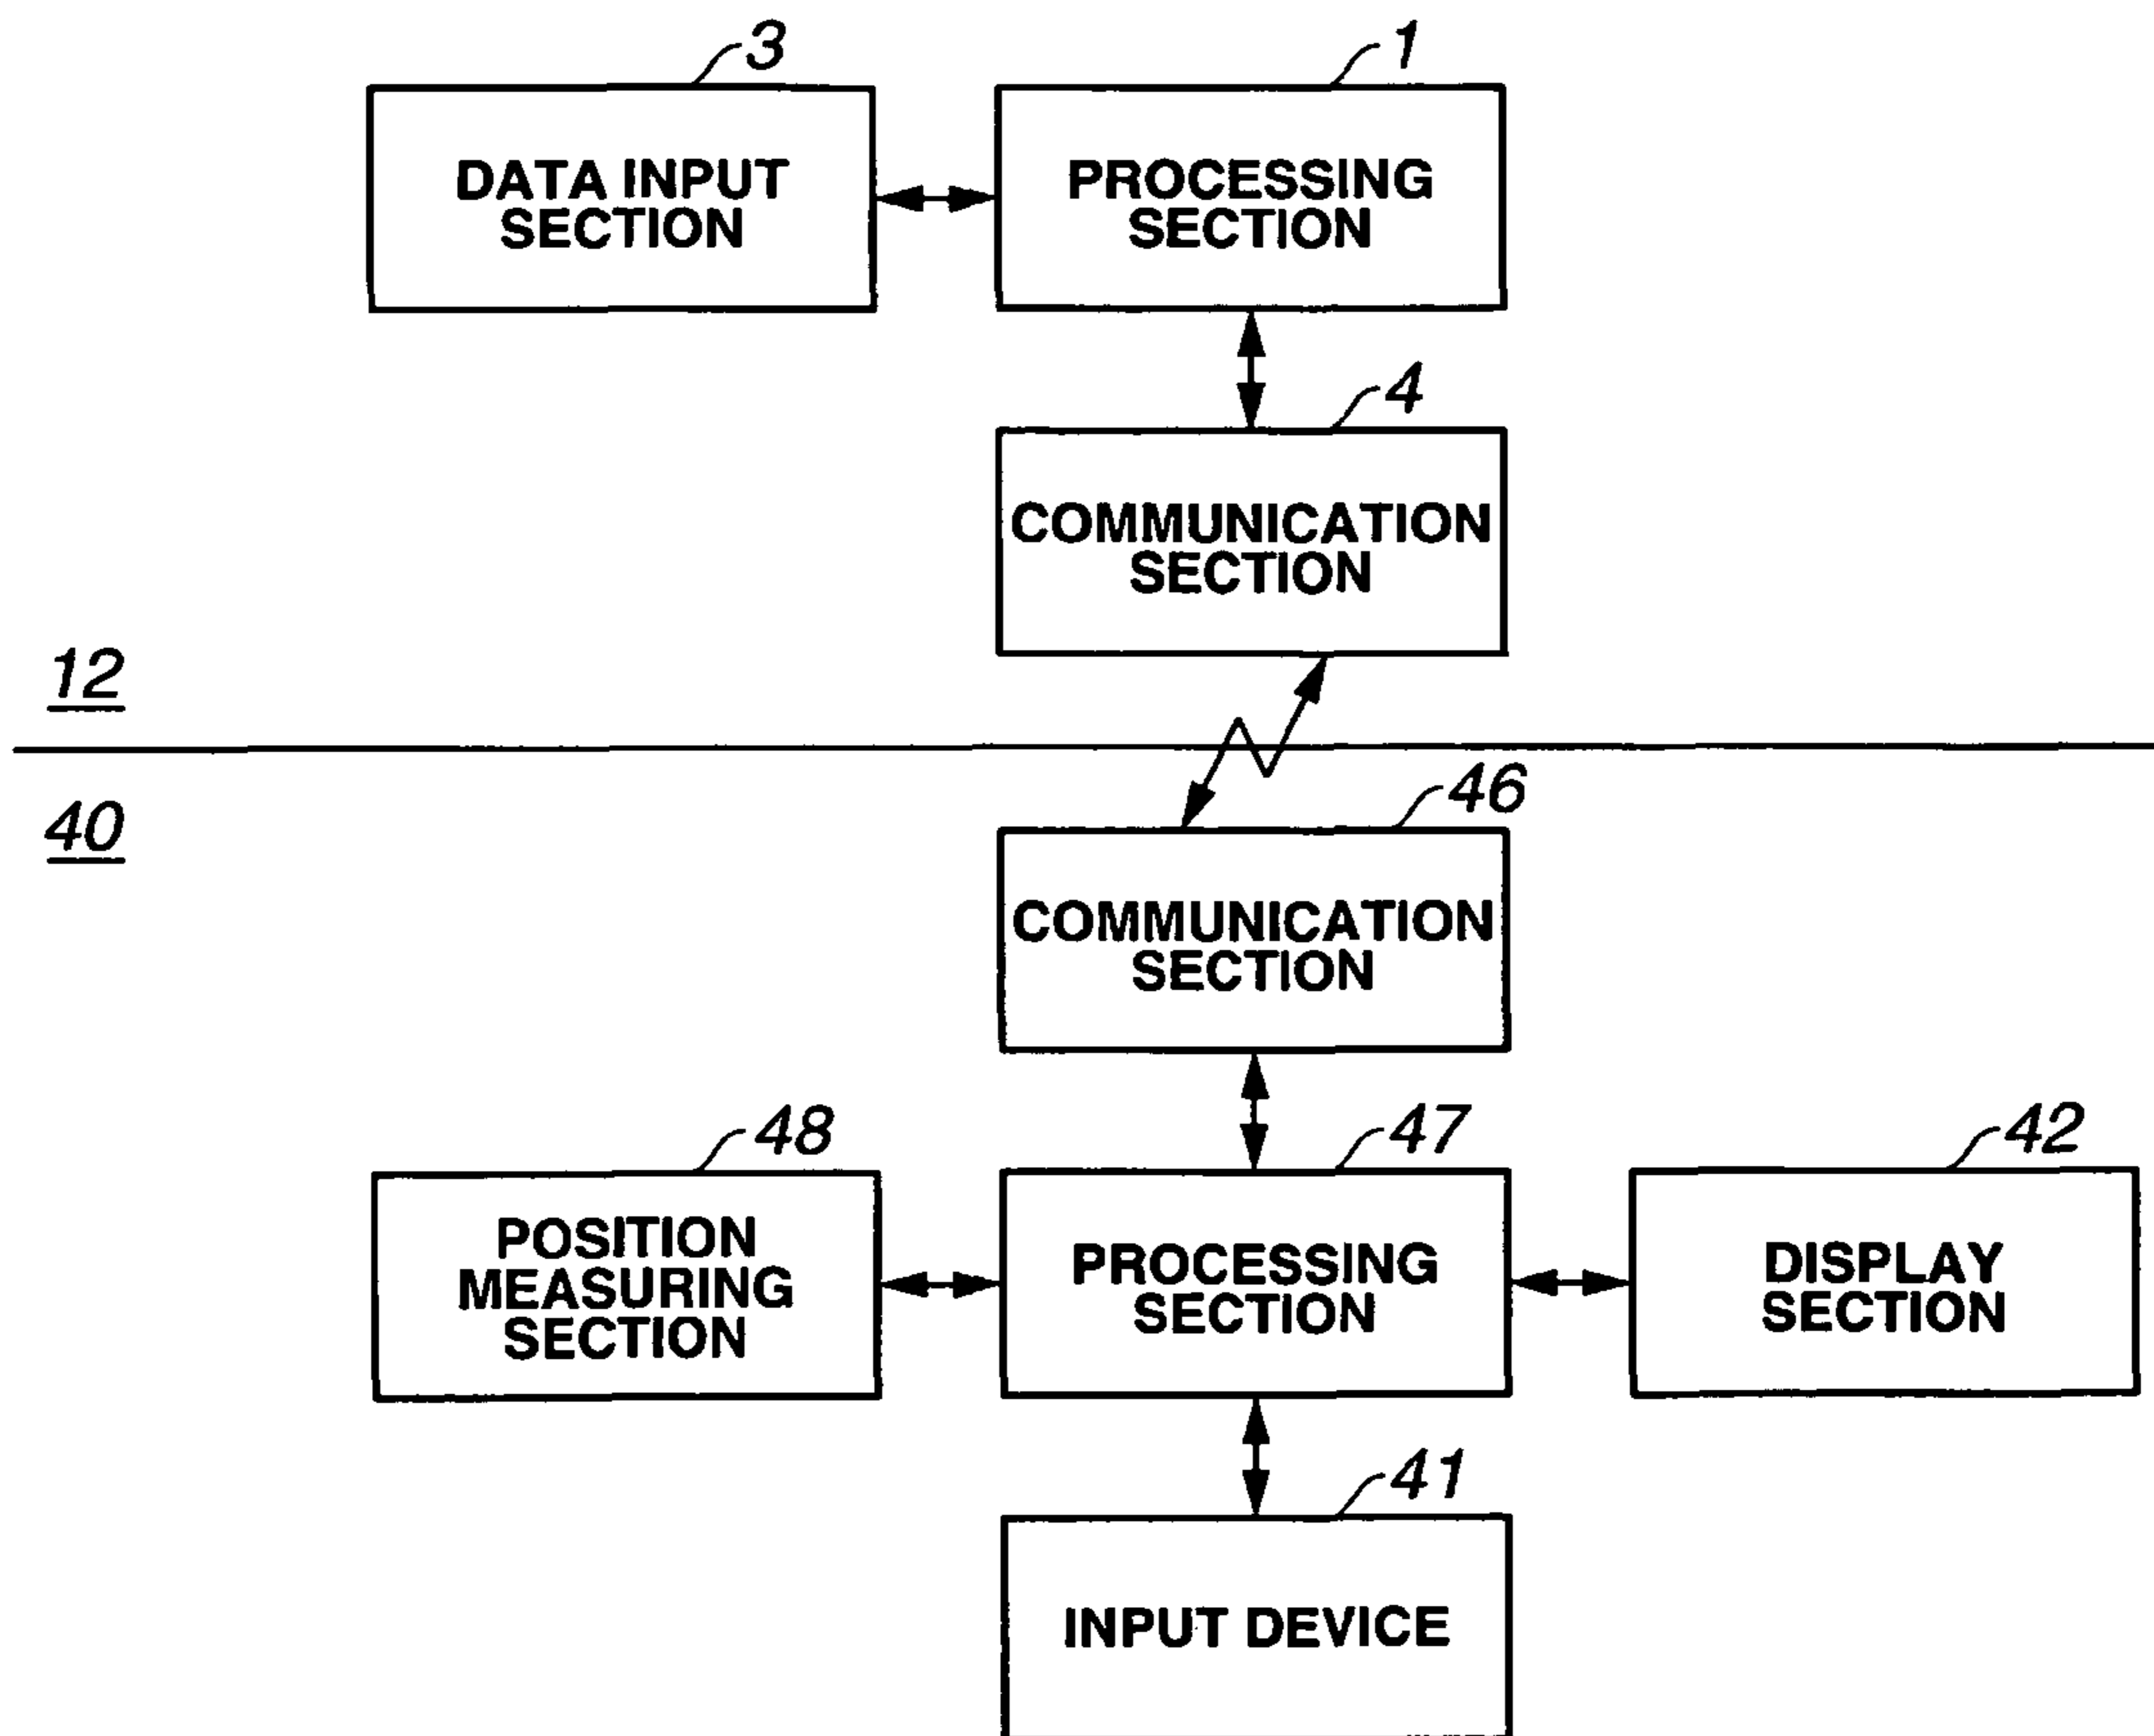 3
1
DATA INPUT
SECTION
PROCESSING
SECTION
4
COMMUNICATION
SECTION
12
40
46
COMMUNICATION
SECTION
48
47
42
POSITION
MEASURING
SECTION
PROCESSING
SECTION
DISPLAY
SECTION
41
INPUT DEVICE